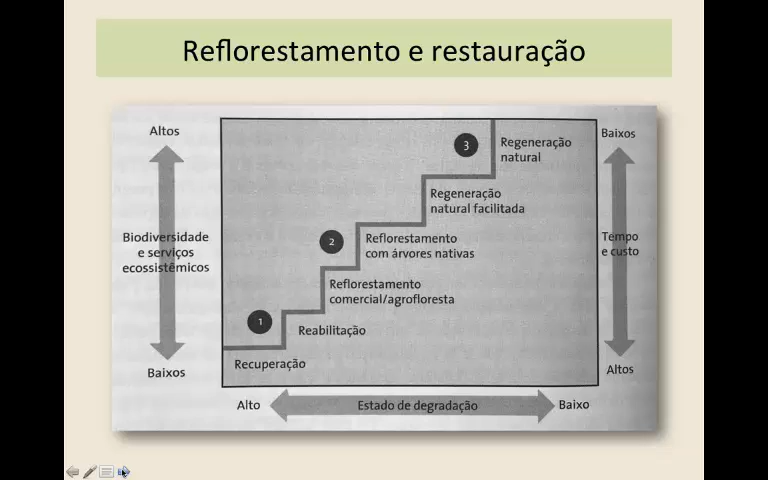 Reflorestamento e restauração
Altos
Biodiversidade
e serviços
ecossistêmicos
Baixos
3
Regeneração
natural
Regeneração
natural facilitada
2
Reflorestamento
com árvores nativas
Reflorestamento
comercial/agrofloresta
1
Reabilitação
Recuperação
Baixos
Tempo
e custo
Altos
Alto
Estado de degradação
Baixo